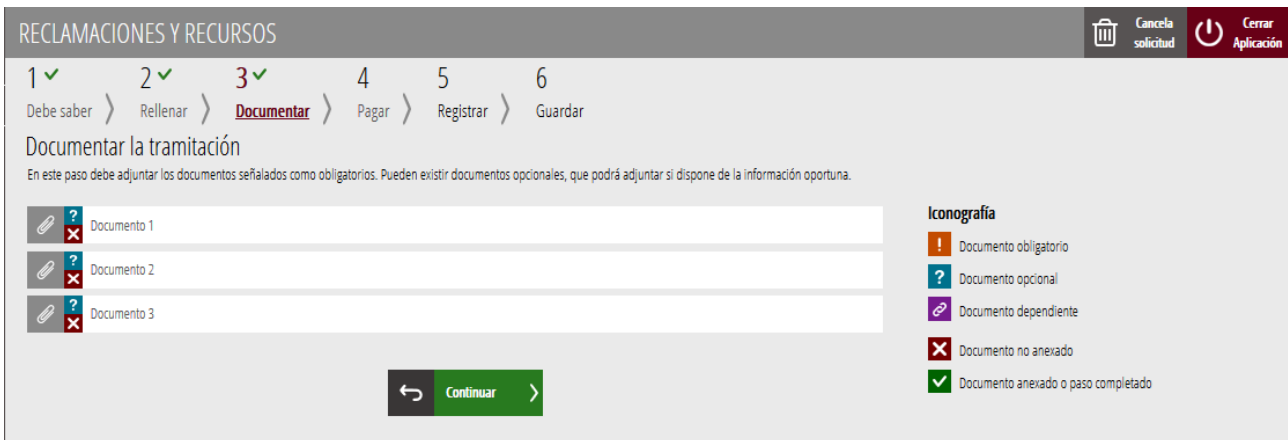 RECLAMACIONES Y RECURSOS
Cancela
solicitud
Cerrar
Aplicación
1
2
3
4
5
6
Debe saber
Rellenar
Documentar
Pagar
Registrar
Guardar
Documentar la tramitación
En este paso debe adjuntar los documentos señalados como obligatorios. Pueden existir documentos opcionales, que podrá adjuntar si dispone de la información oportuna.
? Documento 1
? Documento 2
? Documento 3
Continuar
Iconografía
! Documento obligatorio
? Documento opcional
Documento dependiente
Documento no anexado
Documento anexado o paso completado